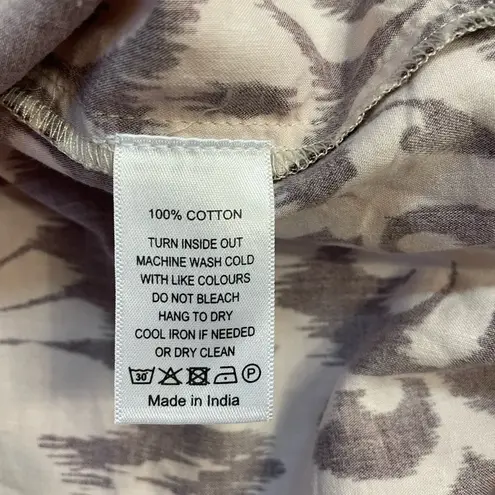 100% COTTON
TURN INSIDE OUT
MACHINE WASH COLD
WITH LIKE COLOURS
DO NOT BLEACH
HANG TO DRY
COOL IRON IF NEEDED
OR DRY CLEAN
30 P
Made in India